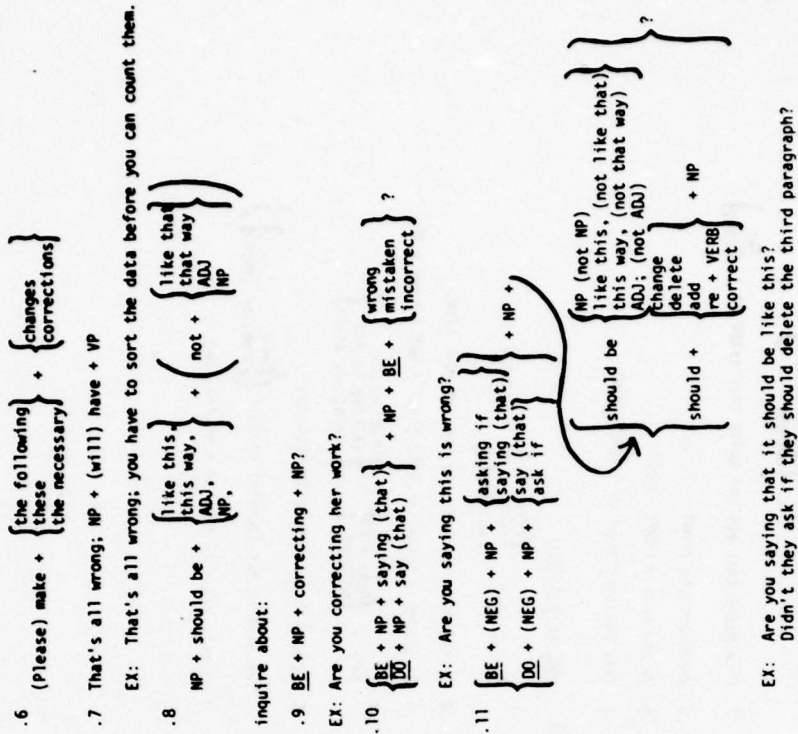 .6 (Please) make + {the following / these / the necessary} + {changes / corrections}
.7 That's all wrong; NP + (will) have + VP
EX: That's all wrong; you have to sort the data before you can count them.
.8 NP + should be + {like this, / this way, / ADJ, / NP,} + (not + {like that / that way / ADJ / NP})
inquire about:
.9 BE + NP + correcting + NP?
EX: Are you correcting her work?
.10 {BE + NP + saying (that) / DO + NP + say (that)} + NP + BE + {wrong / mistaken / incorrect} ?
EX: Are you saying this is wrong?
.11 {BE + (NEG) + NP + {asking if / saying (that)} / DO + (NEG) + NP + {say (that) / ask if}} + NP +
{should be {NP (not NP) / like this, (not like that) / this way, (not that way) / ADJ; (not ADJ)} / should + {change / delete / add / re + VERB / correct} + NP} ?
EX: Are you saying that it should be like this?
Didn't they ask if they should delete the third paragraph?